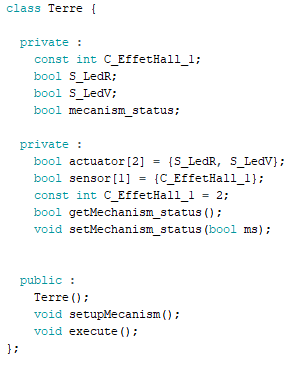 class Terre {
private :
const int C_EffetHall_1;
bool S_LedR;
bool S_LedV;
bool mecanism_status;
private :
bool actuator[2] = {S_LedR, S_LedV};
bool sensor[1] = {C_EffetHall_1};
const int C_EffetHall_1 = 2;
bool getMechanism_status();
void setMechanism_status(bool ms);
public :
Terre();
void setupMecanism();
void execute();
};